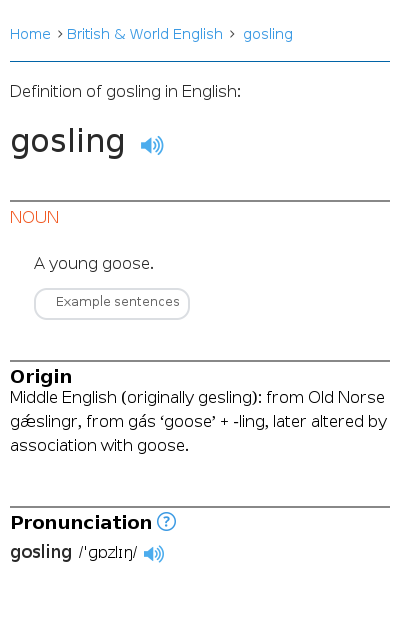 Home > British & World English > gosling
Definition of gosling in English:
gosling
NOUN
A young goose.
Example sentences
Origin
Middle English (originally gesling): from Old Norse
gǽslingr, from gás ‘goose’ + -ling, later altered by
association with goose.
Pronunciation ?
gosling /ˈɡɒzlɪŋ/